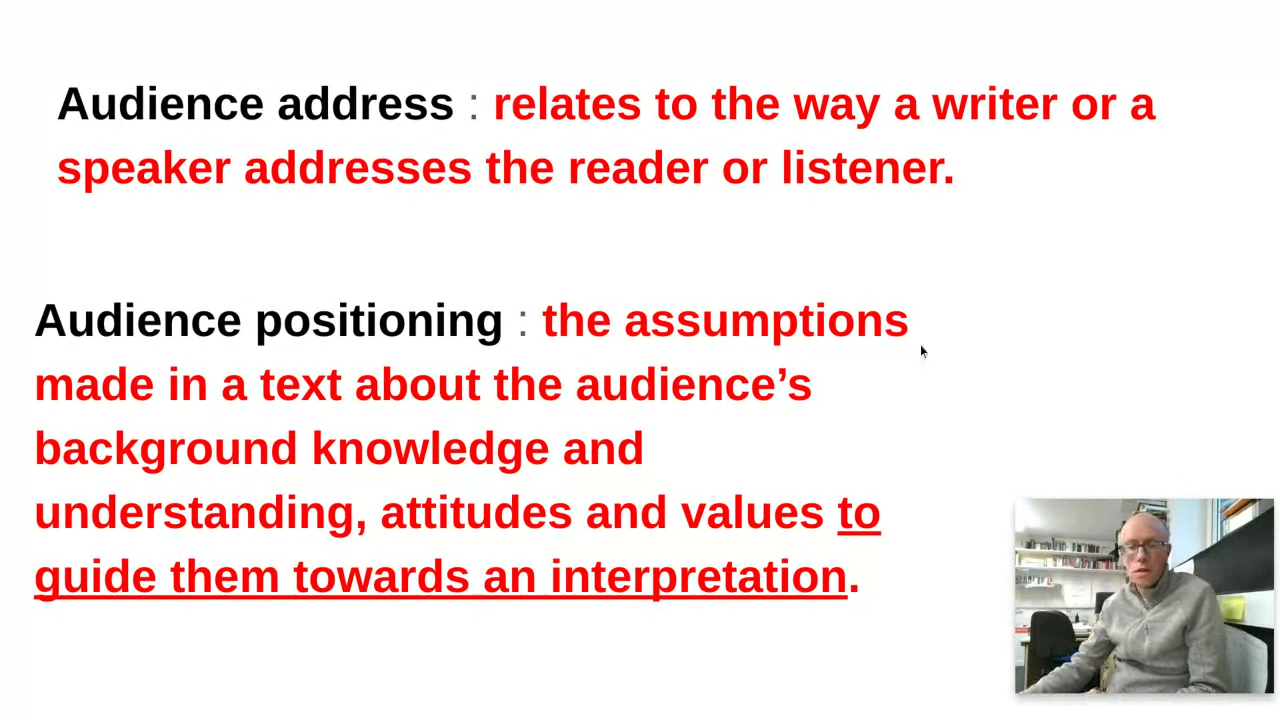 Audience address : relates to the way a writer or a
speaker addresses the reader or listener.
Audience positioning : the assumptions
made in a text about the audience’s
background knowledge and
understanding, attitudes and values to
guide them towards an interpretation.